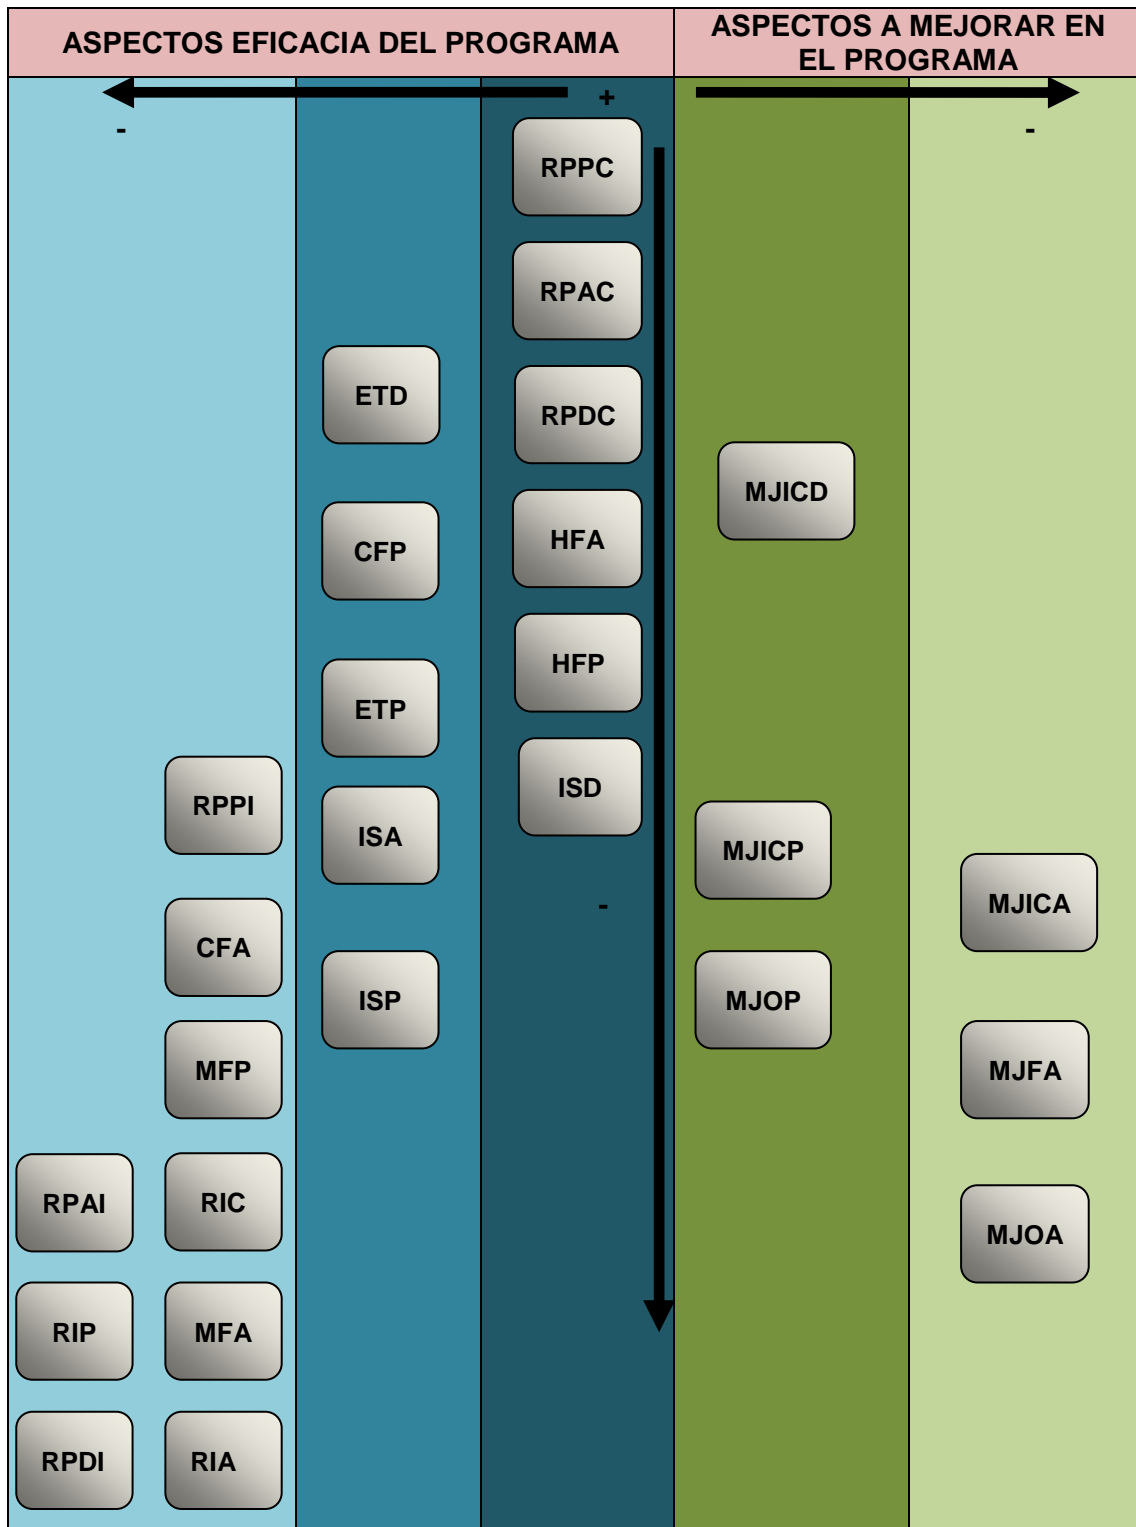 ASPECTOS EFICACIA DEL PROGRAMA
ASPECTOS A MEJORAR EN
EL PROGRAMA
+
-
-
RPPC
RPAC
ETD
RPDC
MJICD
CFP
HFA
HFP
ETP
RPPI
ISD
ISA
MJICP
MJICA
-
CFA
ISP
MJOP
MFP
MJFA
RPAI
RIC
MJOA
RIP
MFA
RPDI
RIA